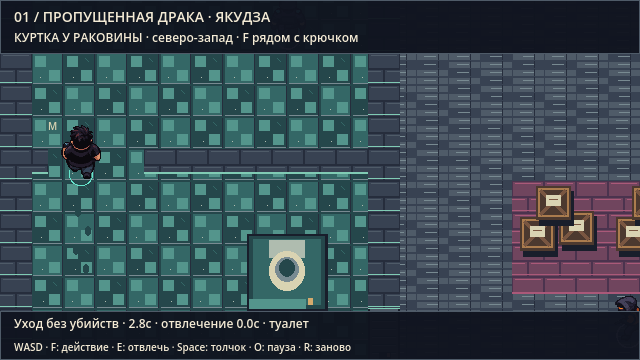 01 / ПРОПУЩЕННАЯ ДРАКА · ЯКУДЗА
КУРТКА У РАКОВИНЫ · северо-запад · F рядом с крючком
М
Уход без убийств · 2.8с · отвлечение 0.0с · туалет
WASD · F: действие · E: отвлечь · Space: толчок · O: пауза · R: заново